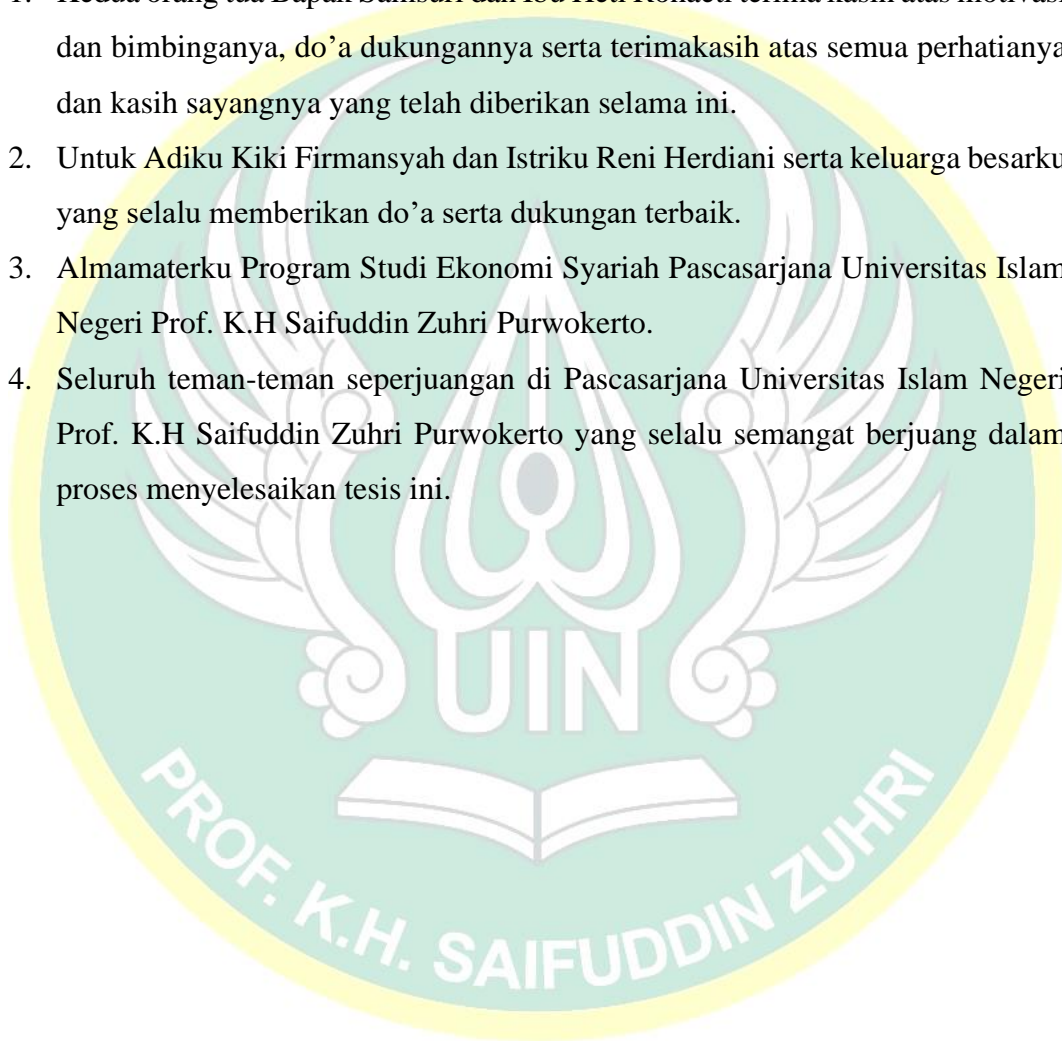 dan bimbinganya, do’a dukungannya serta terimakasih atas semua perhatianya
dan kasih sayangnya yang telah diberikan selama ini.
2. Untuk Adiku Kiki Firmansyah dan Istriku Reni Herdiani serta keluarga besarku
yang selalu memberikan do’a serta dukungan terbaik.
3. Almamaterku Program Studi Ekonomi Syariah Pascasarjana Universitas Islam
Negeri Prof. K.H Saifuddin Zuhri Purwokerto.
4. Seluruh teman-teman seperjuangan di Pascasarjana Universitas Islam Negeri
Prof. K.H Saifuddin Zuhri Purwokerto yang selalu semangat berjuang dalam
proses menyelesaikan tesis ini.
UIN
PROF. K.H. SAIFUDDIN ZUHRI